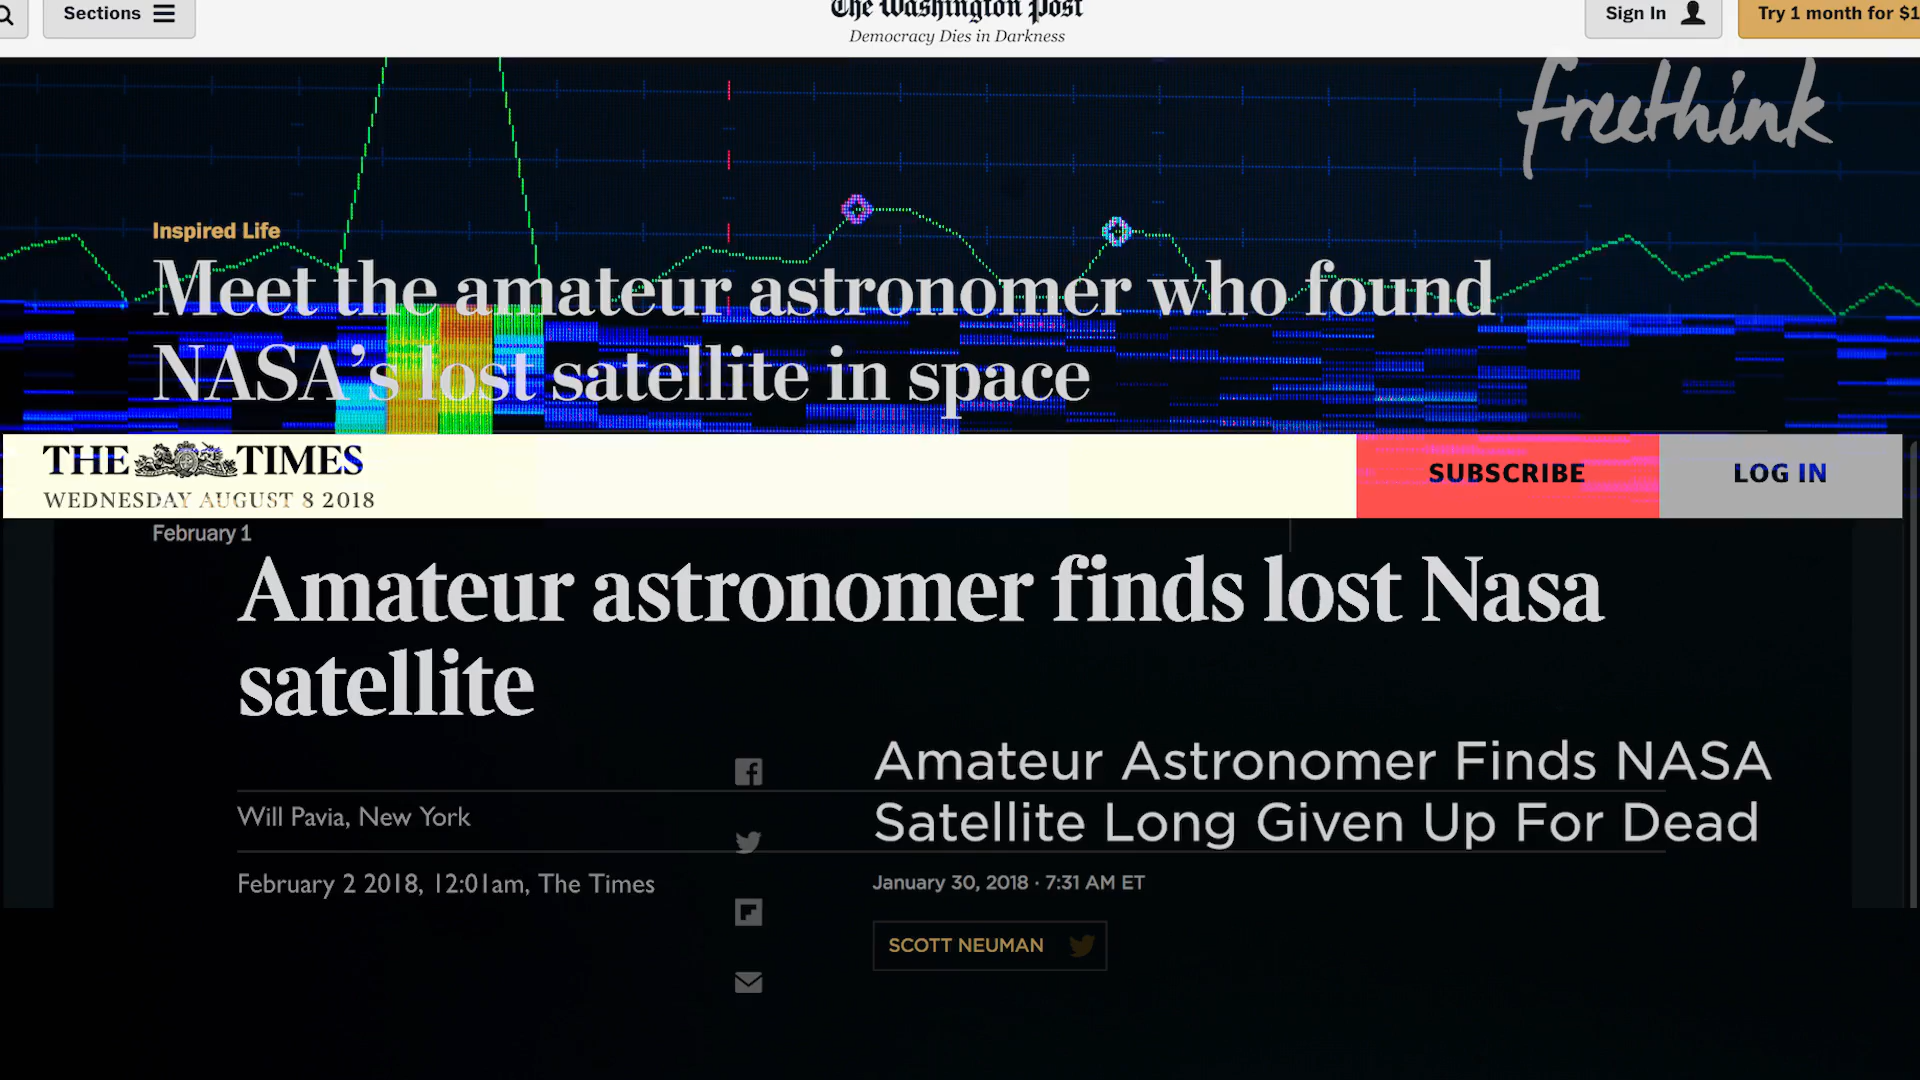 Sections
The Washington Post
Democracy Dies in Darkness
Sign In
Try 1 month for $1
freethink
Inspired Life
Meet the amateur astronomer who found
NASA’s lost satellite in space
THE TIMES
WEDNESDAY AUGUST 8 2018
SUBSCRIBE
LOG IN
February 1
Amateur astronomer finds lost Nasa
satellite
Amateur Astronomer Finds NASA
Satellite Long Given Up For Dead
Will Pavia, New York
February 2 2018, 12:01am, The Times
January 30, 2018 · 7:31 AM ET
SCOTT NEUMAN